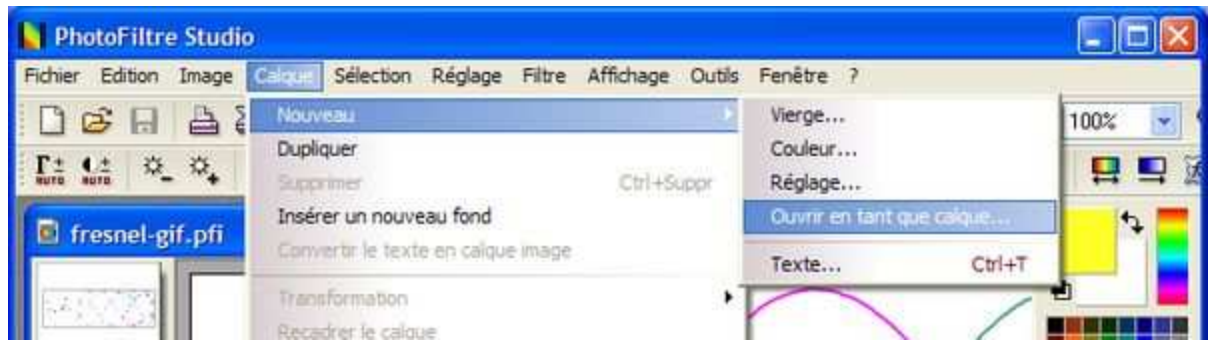 PhotoFiltre Studio
Fichier Edition Image Calque Sélection Réglage Filtre Affichage Outils Fenêtre ?
Nouveau
Vierge...
100%
Dupliquer
Couleur...
AUTO AUTO
Supprimer Ctrl+Suppr
Réglage...
Insérer un nouveau fond
Ouvrir en tant que calque...
fresnel-gif.pfi
Convertir le texte en calque image
Texte... Ctrl+T
Transformation
Recadrer le calque